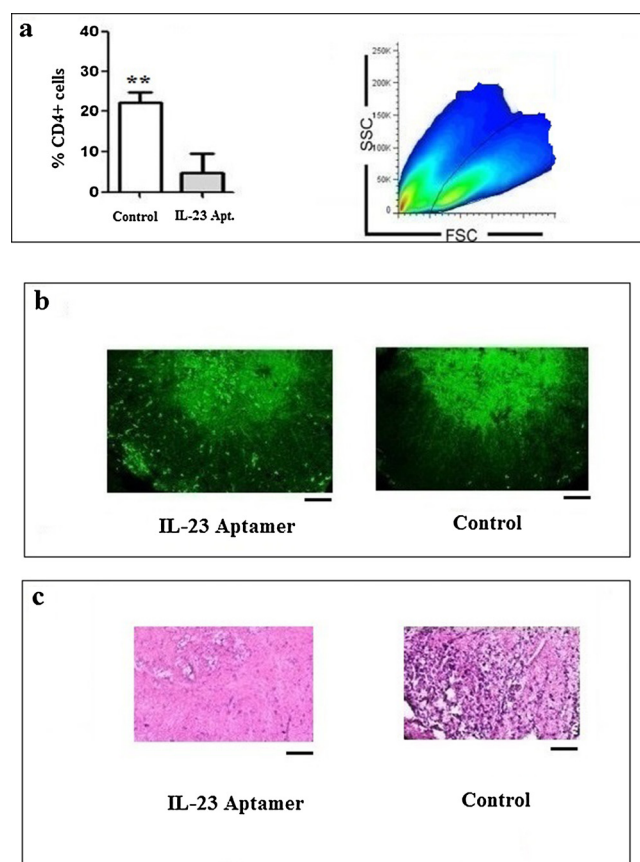 a
% CD4+ cells
40
30
20
10
0
**
Control
IL-23 Apt.
SSC
250K
200K
150K
100K
50K
0
FSC
b
IL-23 Aptamer
Control
c
IL-23 Aptamer
Control